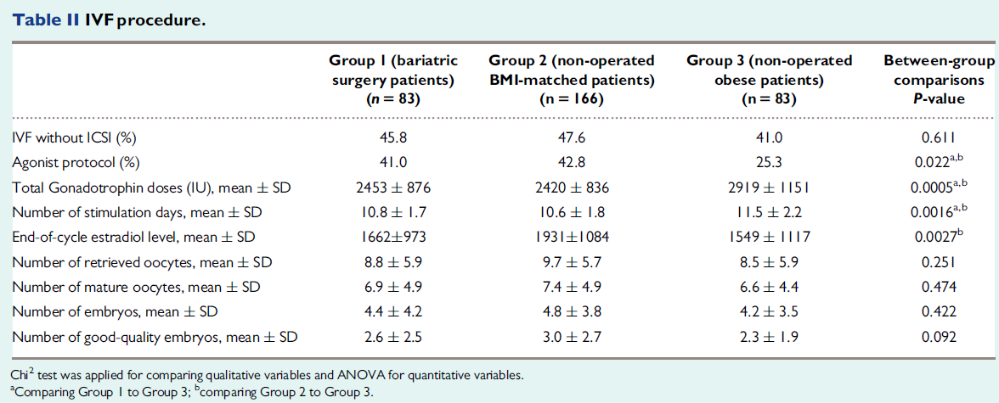 Table II IVF procedure.
Group 1 (bariatric surgery patients) (n = 83) Group 2 (non-operated BMI-matched patients) (n = 166) Group 3 (non-operated obese patients) (n = 83) Between-group comparisons P-value
IVF without ICSI (%) 45.8 47.6 41.0 0.611
Agonist protocol (%) 41.0 42.8 25.3 0.022a,b
Total Gonadotrophin doses (IU), mean ± SD 2453 ± 876 2420 ± 836 2919 ± 1151 0.0005a,b
Number of stimulation days, mean ± SD 10.8 ± 1.7 10.6 ± 1.8 11.5 ± 2.2 0.0016a,b
End-of-cycle estradiol level, mean ± SD 1662±973 1931±1084 1549 ± 1117 0.0027b
Number of retrieved oocytes, mean ± SD 8.8 ± 5.9 9.7 ± 5.7 8.5 ± 5.9 0.251
Number of mature oocytes, mean ± SD 6.9 ± 4.9 7.4 ± 4.9 6.6 ± 4.4 0.474
Number of embryos, mean ± SD 4.4 ± 4.2 4.8 ± 3.8 4.2 ± 3.5 0.422
Number of good-quality embryos, mean ± SD 2.6 ± 2.5 3.0 ± 2.7 2.3 ± 1.9 0.092
Chi2 test was applied for comparing qualitative variables and ANOVA for quantitative variables.
aComparing Group 1 to Group 3; bcomparing Group 2 to Group 3.